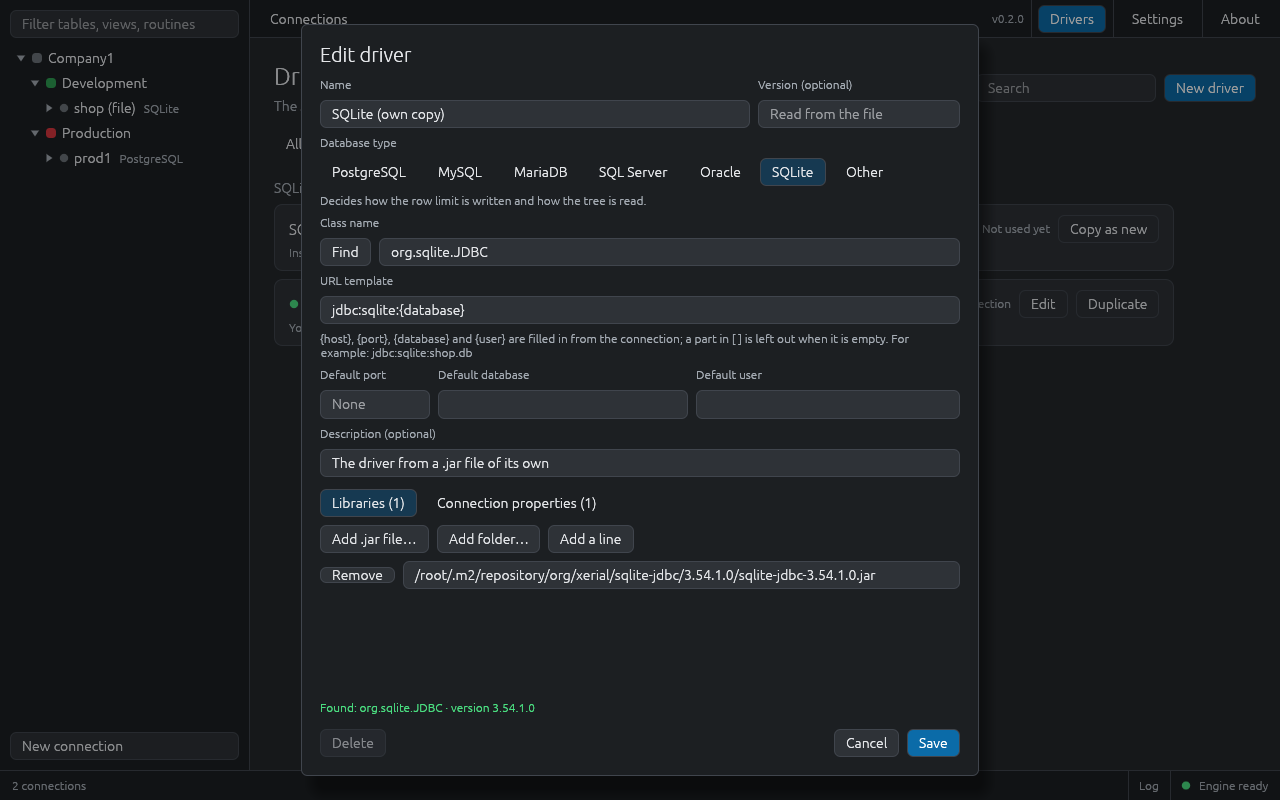 Filter tables, views, routines
Connections
v0.2.0
Drivers
Settings
About
Company1
Development
shop (file) SQLite
Production
prod1 PostgreSQL
New connection
The
All
Search
New driver
Not used yet
Copy as new
Edit
Duplicate
Edit driver
Name
Version (optional)
SQLite (own copy)
Read from the file
Database type
PostgreSQL MySQL MariaDB SQL Server Oracle SQLite Other
Decides how the row limit is written and how the tree is read.
Class name
Find
org.sqlite.JDBC
URL template
jdbc:sqlite:{database}
{host}, {port}, {database} and {user} are filled in from the connection; a part in [ ] is left out when it is empty. For
example: jdbc:sqlite:shop.db
Default port
Default database
Default user
None
Description (optional)
The driver from a .jar file of its own
Libraries (1)
Connection properties (1)
Add .jar file…
Add folder…
Add a line
Remove
/root/.m2/repository/org/xerial/sqlite-jdbc/3.54.1.0/sqlite-jdbc-3.54.1.0.jar
Found: org.sqlite.JDBC · version 3.54.1.0
Delete
Cancel
Save
2 connections
Log
Engine ready